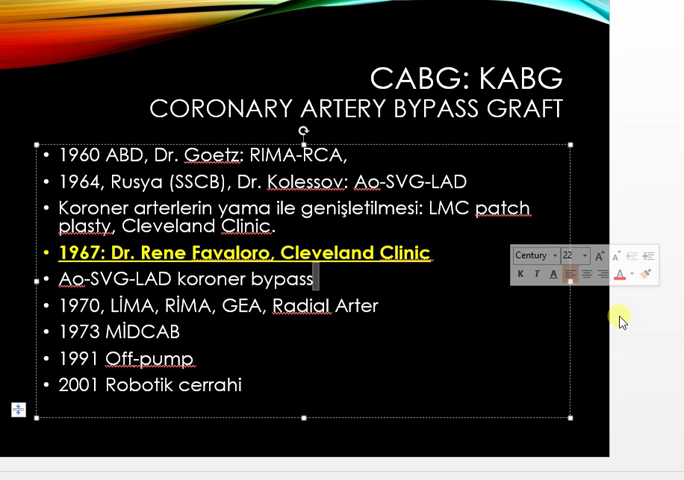 CABG: KABG
CORONARY ARTERY BYPASS GRAFT
• 1960 ABD, Dr. Goetz: RIMA-RCA,
• 1964, Rusya (SSCB), Dr. Kolessov: Ao-SVG-LAD
• Koroner arterlerin yama ile genişletilmesi: LMC patch
plasty, Cleveland Clinic.
• 1967: Dr. Rene Favaloro, Cleveland Clinic
• Ao-SVG-LAD koroner bypass
• 1970, LİMA, RİMA, GEA, Radial Arter
• 1973 MİDCAB
• 1991 Off-pump
• 2001 Robotik cerrahi
Century 22 A A
K T A A